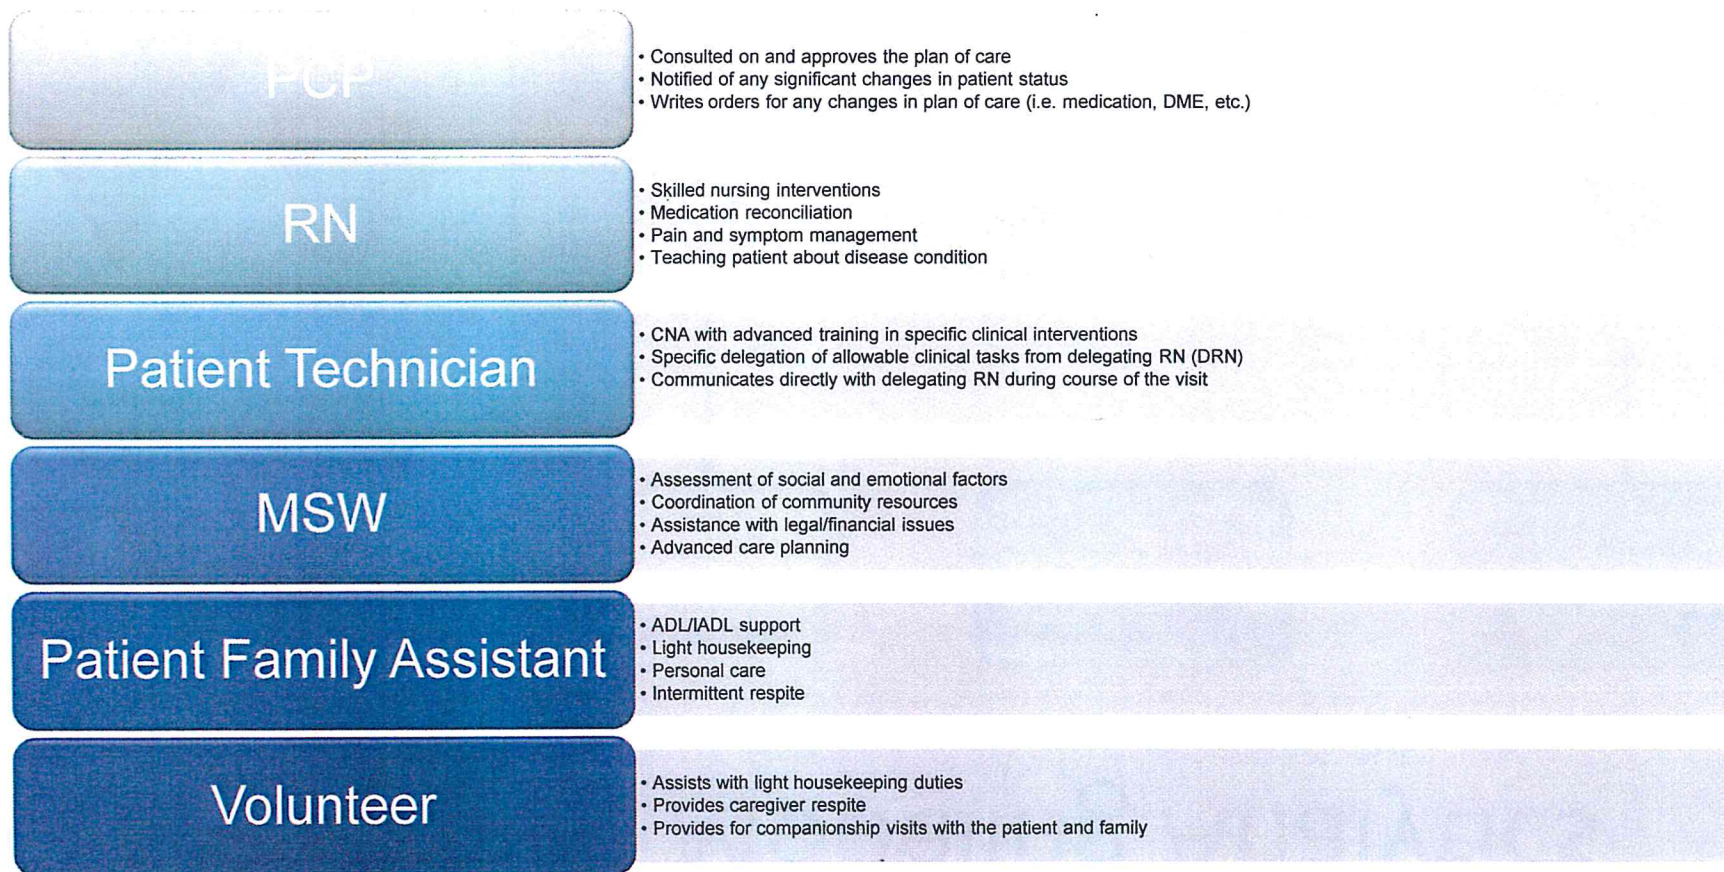 PCP
• Consulted on and approves the plan of care
• Notified of any significant changes in patient status
• Writes orders for any changes in plan of care (i.e. medication, DME, etc.)
RN
• Skilled nursing interventions
• Medication reconciliation
• Pain and symptom management
• Teaching patient about disease condition
Patient Technician
• CNA with advanced training in specific clinical interventions
• Specific delegation of allowable clinical tasks from delegating RN (DRN)
• Communicates directly with delegating RN during course of the visit
MSW
• Assessment of social and emotional factors
• Coordination of community resources
• Assistance with legal/financial issues
• Advanced care planning
Patient Family Assistant
• ADL/IADL support
• Light housekeeping
• Personal care
• Intermittent respite
Volunteer
• Assists with light housekeeping duties
• Provides caregiver respite
• Provides for companionship visits with the patient and family